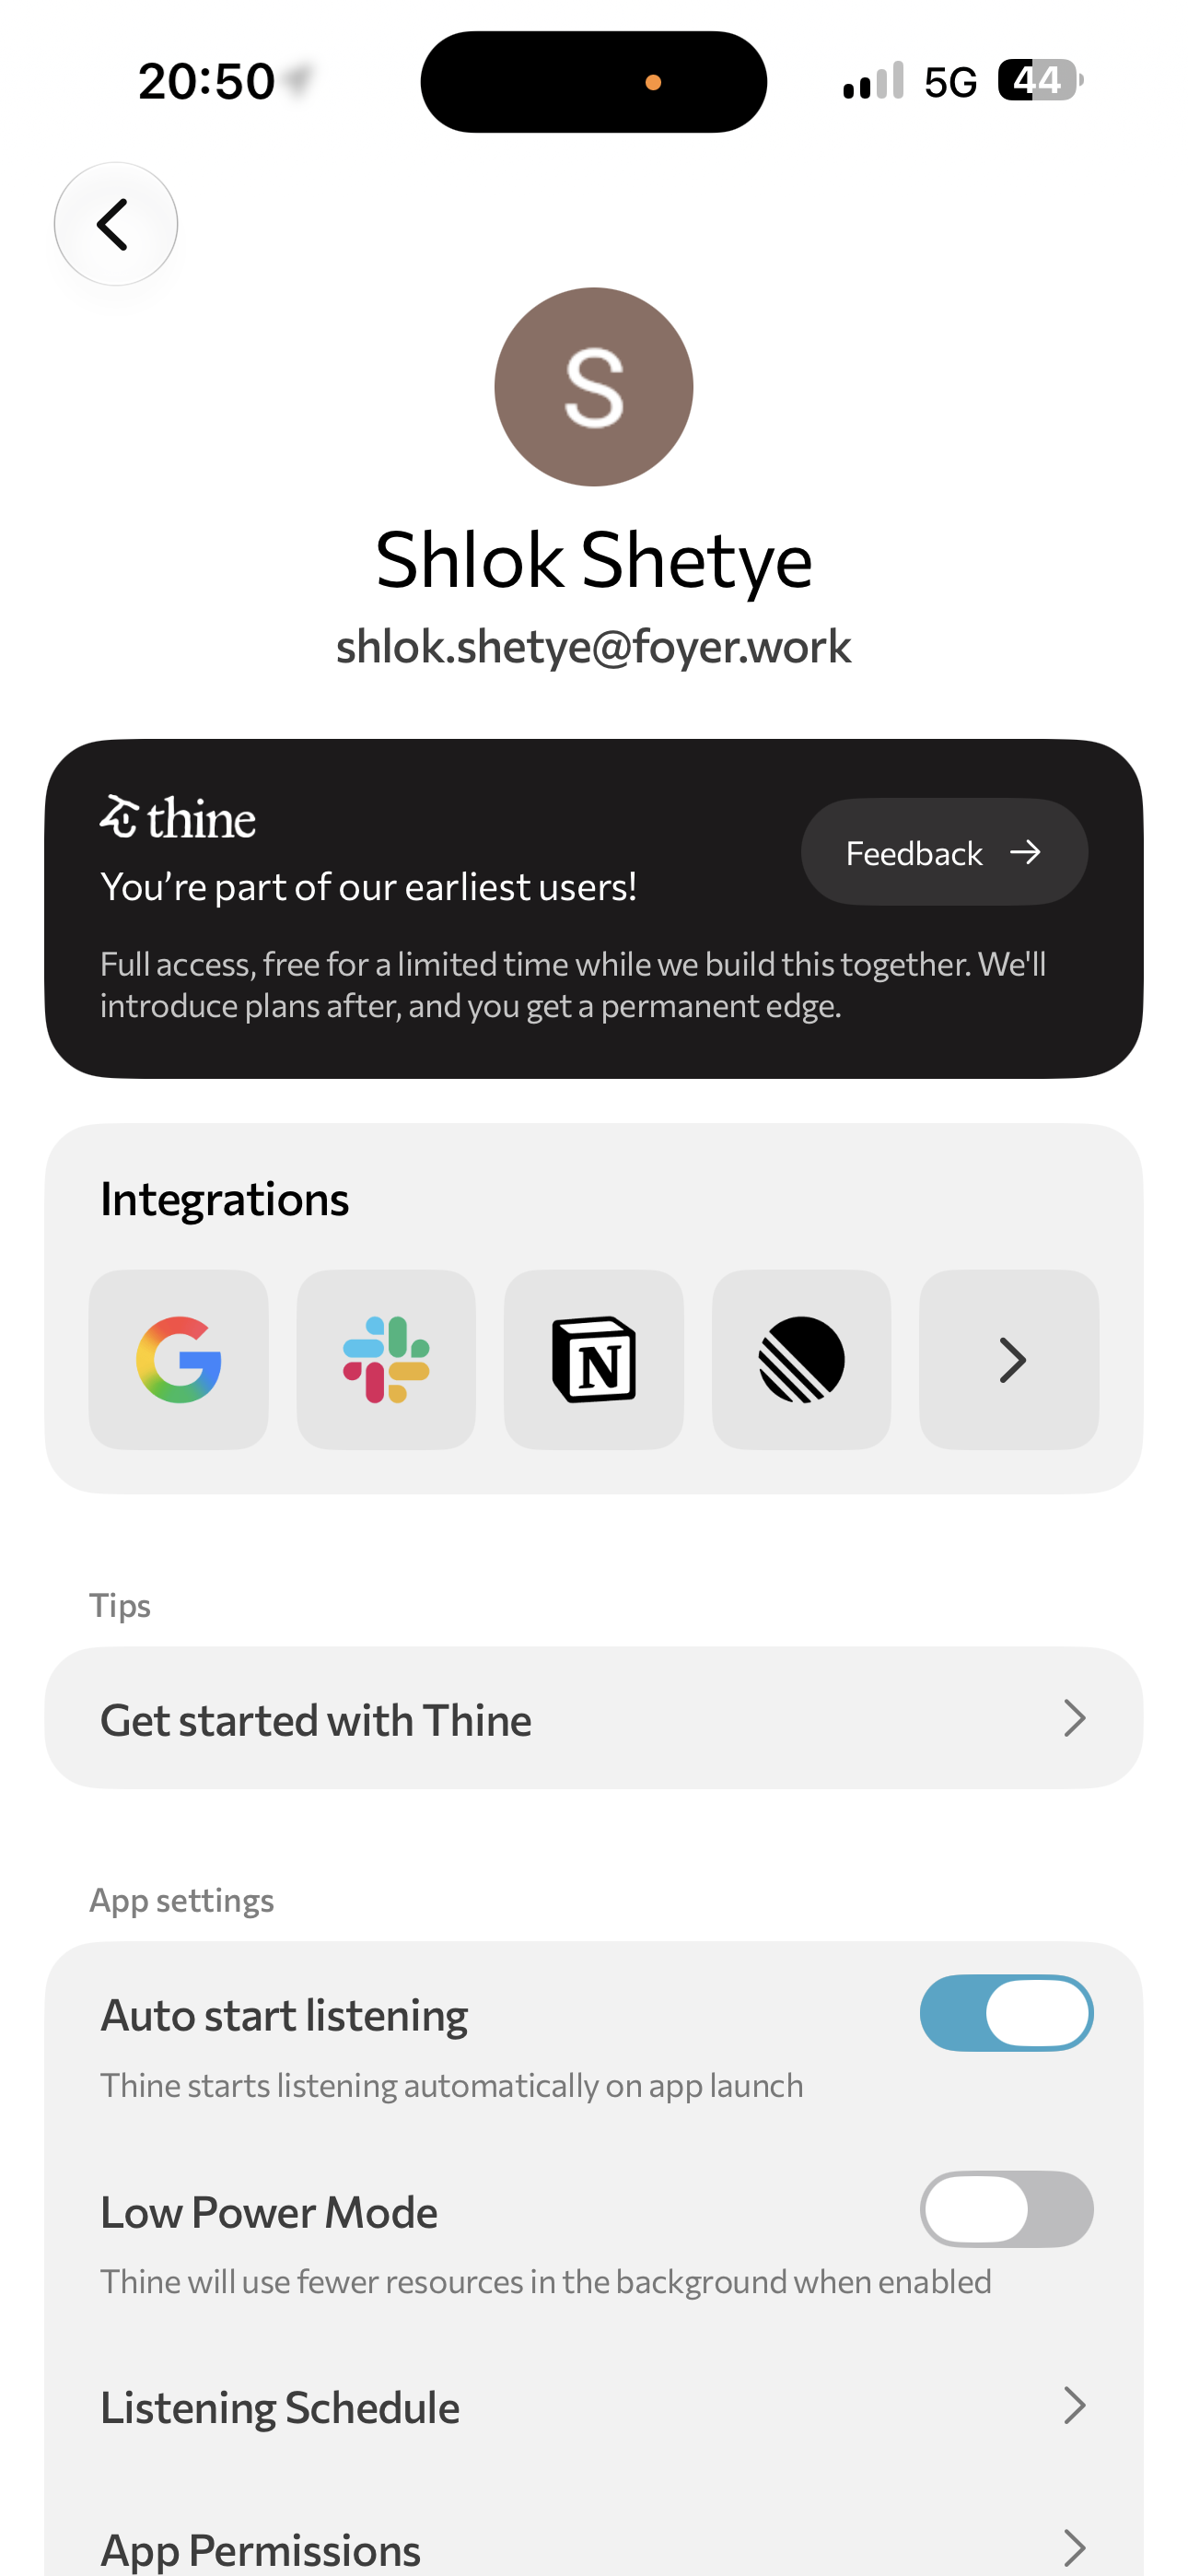 20:50
5G
44
S
Shlok Shetye
shlok.shetye@foyer.work
thine
Feedback
You’re part of our earliest users!
Full access, free for a limited time while we build this together. We'll
introduce plans after, and you get a permanent edge.
Integrations
G
N
Tips
Get started with Thine
App settings
Auto start listening
Thine starts listening automatically on app launch
Low Power Mode
Thine will use fewer resources in the background when enabled
Listening Schedule
App Permissions